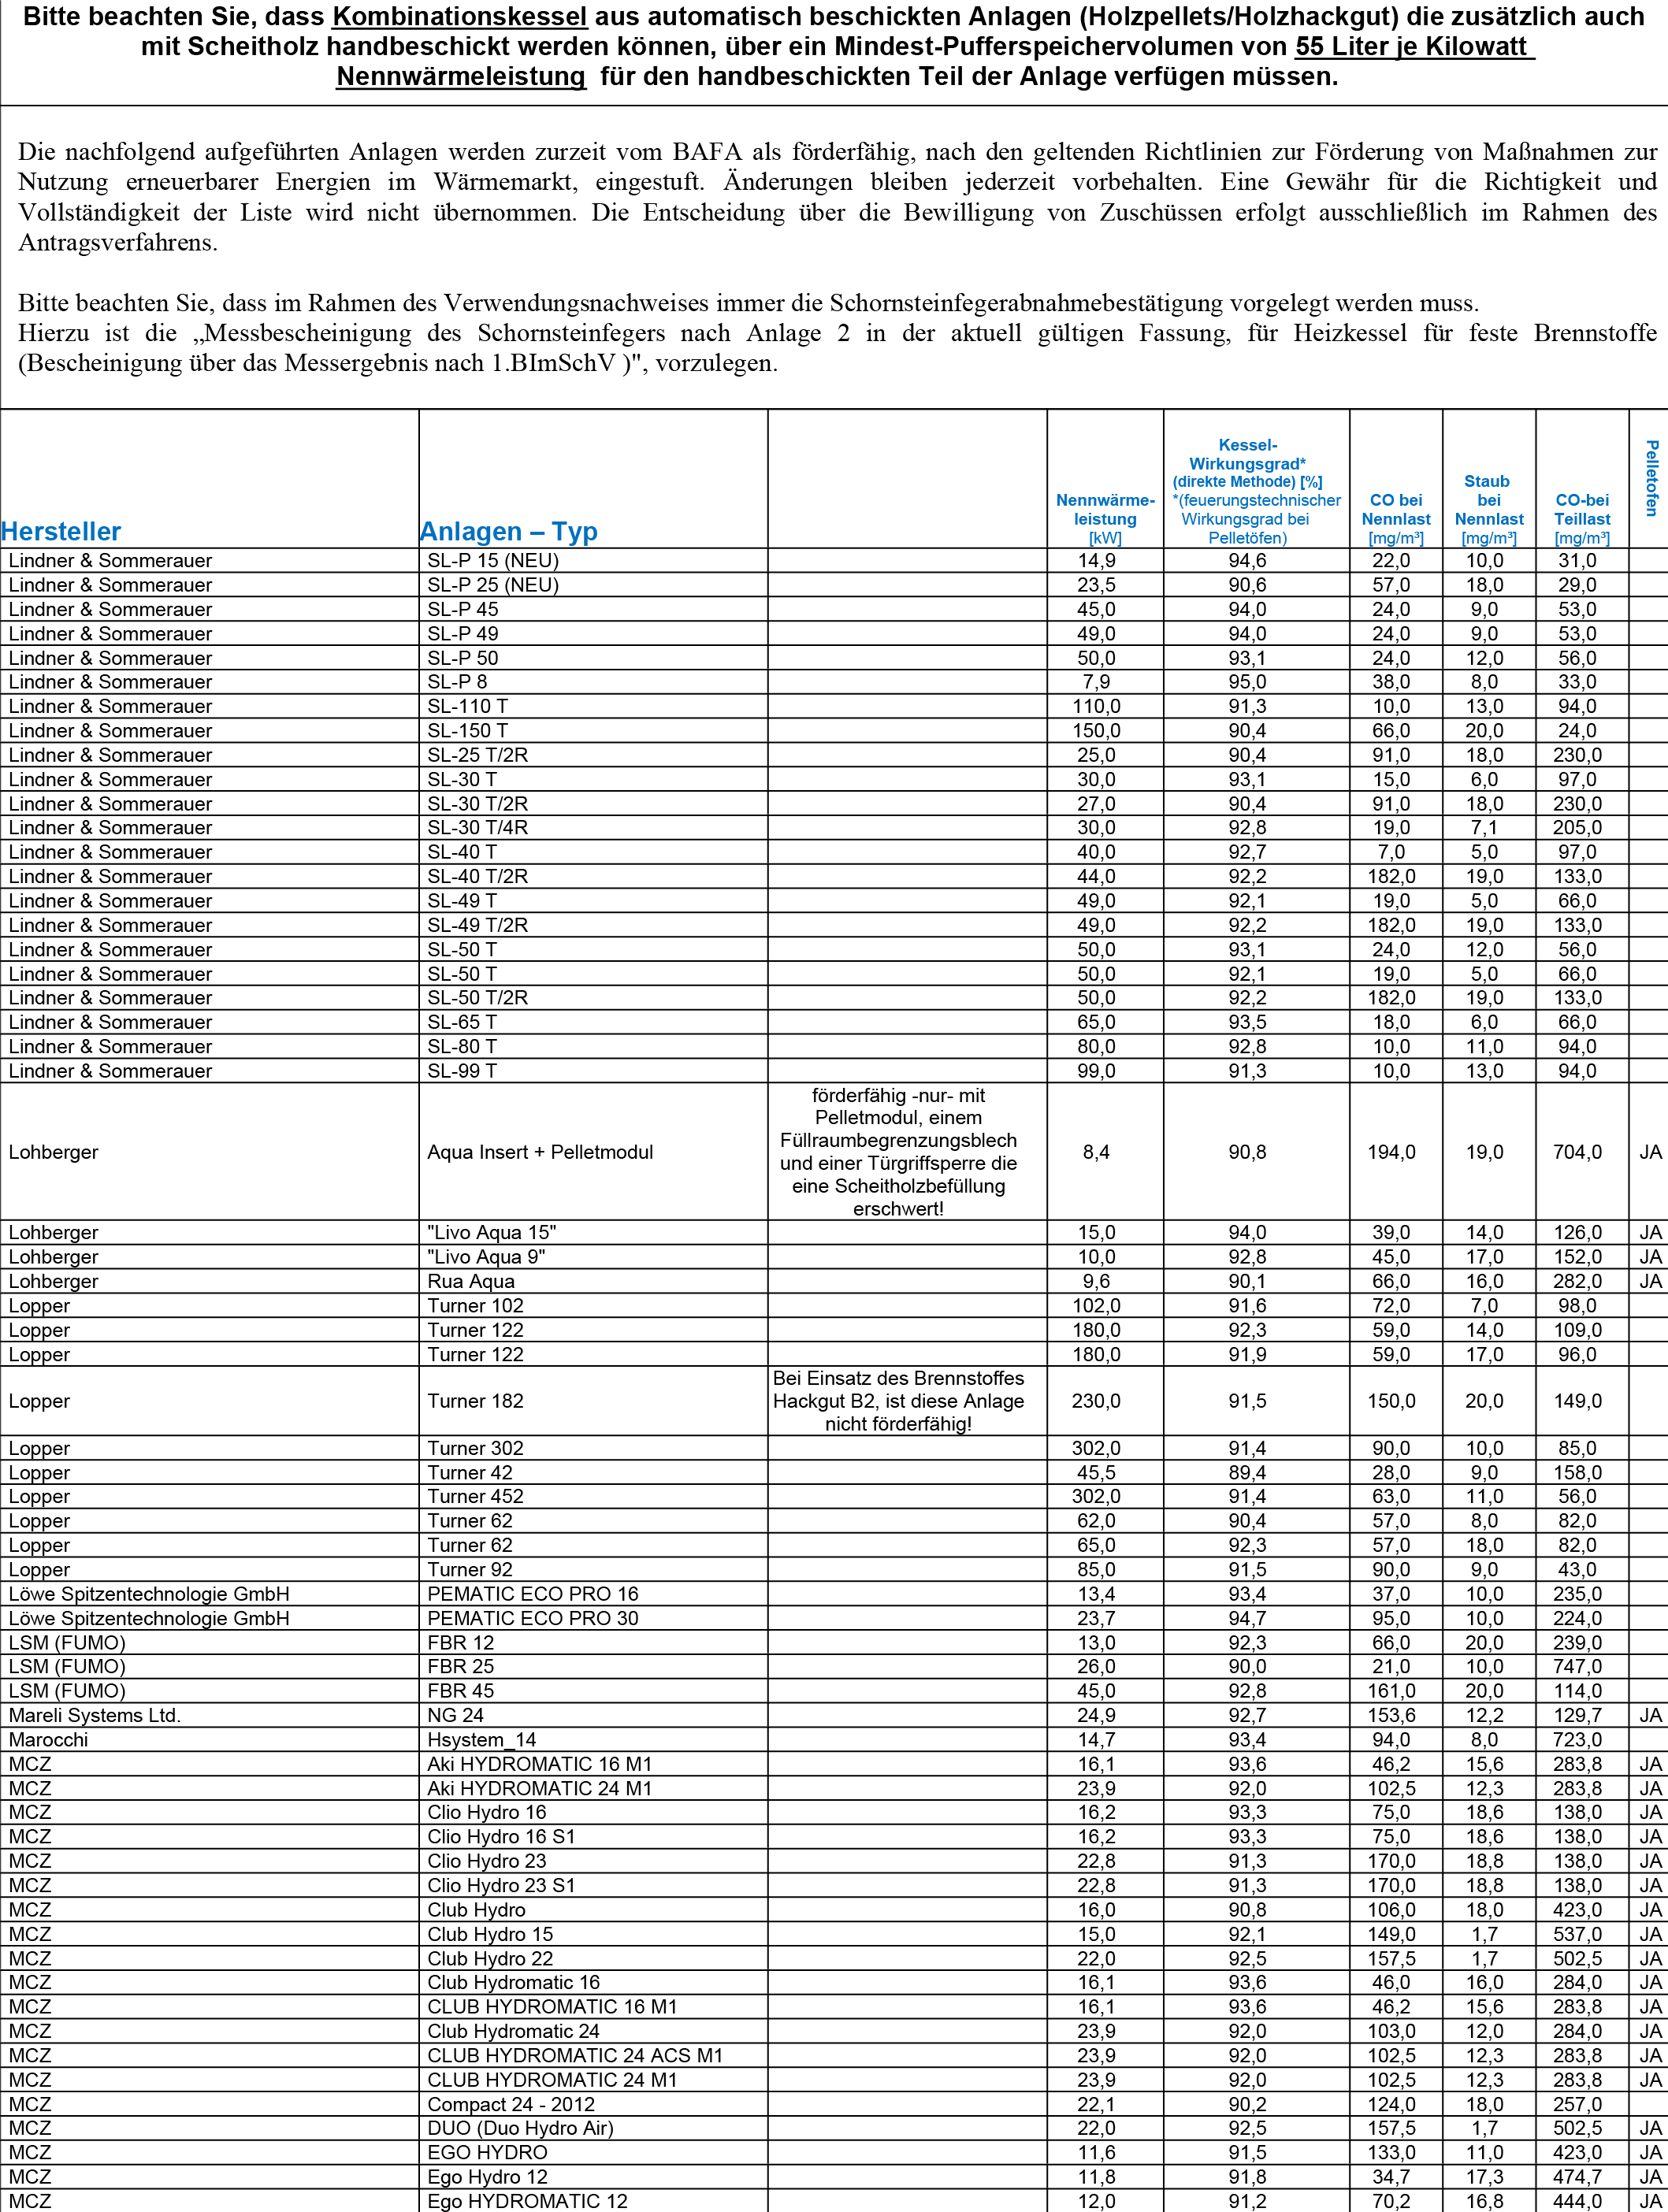 Bitte beachten Sie, dass Kombinationskessel aus automatisch beschickten Anlagen (Holzpellets/Holzhackgut) die zusätzlich auch
mit Scheitholz handbeschickt werden können, über ein Mindest-Pufferspeichervolumen von 55 Liter je Kilowatt
Nennwärmeleistung für den handbeschickten Teil der Anlage verfügen müssen.
Die nachfolgend aufgeführten Anlagen werden zurzeit vom BAFA als förderfähig, nach den geltenden Richtlinien zur Förderung von Maßnahmen zur
Nutzung erneuerbarer Energien im Wärmemarkt, eingestuft. Änderungen bleiben jederzeit vorbehalten. Eine Gewähr für die Richtigkeit und
Vollständigkeit der Liste wird nicht übernommen. Die Entscheidung über die Bewilligung von Zuschüssen erfolgt ausschließlich im Rahmen des
Antragsverfahrens.
Bitte beachten Sie, dass im Rahmen des Verwendungsnachweises immer die Schornsteinfegerabnahmebestätigung vorgelegt werden muss.
Hierzu ist die „Messbescheinigung des Schornsteinfegers nach Anlage 2 in der aktuell gültigen Fassung, für Heizkessel für feste Brennstoffe
(Bescheinigung über das Messergebnis nach 1.BImSchV )", vorzulegen.
Hersteller
Anlagen – Typ
Nennwärme-
leistung
[kW]
Kessel-
Wirkungsgrad*
(direkte Methode) [%]
*(feuerungstechnischer
Wirkungsgrad bei
Pelletöfen)
CO bei
Nennlast
[mg/m³]
Staub
bei
Nennlast
[mg/m³]
CO-bei
Teillast
[mg/m³]
Pelletofen
Lindner & Sommerauer SL-P 15 (NEU) 14,9 94,6 22,0 10,0 31,0
Lindner & Sommerauer SL-P 25 (NEU) 23,5 90,6 57,0 18,0 29,0
Lindner & Sommerauer SL-P 45 45,0 94,0 24,0 9,0 53,0
Lindner & Sommerauer SL-P 49 49,0 94,0 24,0 9,0 53,0
Lindner & Sommerauer SL-P 50 50,0 93,1 24,0 12,0 56,0
Lindner & Sommerauer SL-P 8 7,9 95,0 38,0 8,0 33,0
Lindner & Sommerauer SL-110 T 110,0 91,3 10,0 13,0 94,0
Lindner & Sommerauer SL-150 T 150,0 90,4 66,0 20,0 24,0
Lindner & Sommerauer SL-25 T/2R 25,0 90,4 91,0 18,0 230,0
Lindner & Sommerauer SL-30 T 30,0 93,1 15,0 6,0 97,0
Lindner & Sommerauer SL-30 T/2R 27,0 90,4 91,0 18,0 230,0
Lindner & Sommerauer SL-30 T/4R 30,0 92,8 19,0 7,1 205,0
Lindner & Sommerauer SL-40 T 40,0 92,7 7,0 5,0 97,0
Lindner & Sommerauer SL-40 T/2R 44,0 92,2 182,0 19,0 133,0
Lindner & Sommerauer SL-49 T 49,0 92,1 19,0 5,0 66,0
Lindner & Sommerauer SL-49 T/2R 49,0 92,2 182,0 19,0 133,0
Lindner & Sommerauer SL-50 T 50,0 93,1 24,0 12,0 56,0
Lindner & Sommerauer SL-50 T 50,0 92,1 19,0 5,0 66,0
Lindner & Sommerauer SL-50 T/2R 50,0 92,2 182,0 19,0 133,0
Lindner & Sommerauer SL-65 T 65,0 93,5 18,0 6,0 66,0
Lindner & Sommerauer SL-80 T 80,0 92,8 10,0 11,0 94,0
Lindner & Sommerauer SL-99 T 99,0 91,3 10,0 13,0 94,0
förderfähig -nur- mit
Pelletmodul, einem
Füllraumbegrenzungsblech
und einer Türgriffsperre die
eine Scheitholzbefüllung
erschwert!
Lohberger Aqua Insert + Pelletmodul 8,4 90,8 194,0 19,0 704,0 JA
Lohberger "Livo Aqua 15" 15,0 94,0 39,0 14,0 126,0 JA
Lohberger "Livo Aqua 9" 10,0 92,8 45,0 17,0 152,0 JA
Lohberger Rua Aqua 9,6 90,1 66,0 16,0 282,0 JA
Lopper Turner 102 102,0 91,6 72,0 7,0 98,0
Lopper Turner 122 180,0 92,3 59,0 14,0 109,0
Lopper Turner 122 180,0 91,9 59,0 17,0 96,0
Bei Einsatz des Brennstoffes
Hackgut B2, ist diese Anlage
nicht förderfähig!
Lopper Turner 182 230,0 91,5 150,0 20,0 149,0
Lopper Turner 302 302,0 91,4 90,0 10,0 85,0
Lopper Turner 42 45,5 89,4 28,0 9,0 158,0
Lopper Turner 452 302,0 91,4 63,0 11,0 56,0
Lopper Turner 62 62,0 90,4 57,0 8,0 82,0
Lopper Turner 62 65,0 92,3 57,0 18,0 82,0
Lopper Turner 92 85,0 91,5 90,0 9,0 43,0
Löwe Spitzentechnologie GmbH PEMATIC ECO PRO 16 13,4 93,4 37,0 10,0 235,0
Löwe Spitzentechnologie GmbH PEMATIC ECO PRO 30 23,7 94,7 95,0 10,0 224,0
LSM (FUMO) FBR 12 13,0 92,3 66,0 20,0 239,0
LSM (FUMO) FBR 25 26,0 90,0 21,0 10,0 747,0
LSM (FUMO) FBR 45 45,0 92,8 161,0 20,0 114,0
Mareli Systems Ltd. NG 24 24,9 92,7 153,6 12,2 129,7 JA
Marocchi Hsystem_14 14,7 93,4 94,0 8,0 723,0
MCZ Aki HYDROMATIC 16 M1 16,1 93,6 46,2 15,6 283,8 JA
MCZ Aki HYDROMATIC 24 M1 23,9 92,0 102,5 12,3 283,8 JA
MCZ Clio Hydro 16 16,2 93,3 75,0 18,6 138,0 JA
MCZ Clio Hydro 16 S1 16,2 93,3 75,0 18,6 138,0 JA
MCZ Clio Hydro 23 22,8 91,3 170,0 18,8 138,0 JA
MCZ Clio Hydro 23 S1 22,8 91,3 170,0 18,8 138,0 JA
MCZ Club Hydro 16,0 90,8 106,0 18,0 423,0 JA
MCZ Club Hydro 15 15,0 92,1 149,0 1,7 537,0 JA
MCZ Club Hydro 22 22,0 92,5 157,5 1,7 502,5 JA
MCZ Club Hydromatic 16 16,1 93,6 46,0 16,0 284,0 JA
MCZ CLUB HYDROMATIC 16 M1 16,1 93,6 46,2 15,6 283,8 JA
MCZ Club Hydromatic 24 23,9 92,0 103,0 12,0 284,0 JA
MCZ CLUB HYDROMATIC 24 ACS M1 23,9 92,0 102,5 12,3 283,8 JA
MCZ CLUB HYDROMATIC 24 M1 23,9 92,0 102,5 12,3 283,8 JA
MCZ Compact 24 - 2012 22,1 90,2 124,0 18,0 257,0
MCZ DUO (Duo Hydro Air) 22,0 92,5 157,5 1,7 502,5 JA
MCZ EGO HYDRO 11,6 91,5 133,0 11,0 423,0 JA
MCZ Ego Hydro 12 11,8 91,8 34,7 17,3 474,7 JA
MCZ Ego HYDROMATIC 12 12,0 91,2 70,2 16,8 444,0 JA